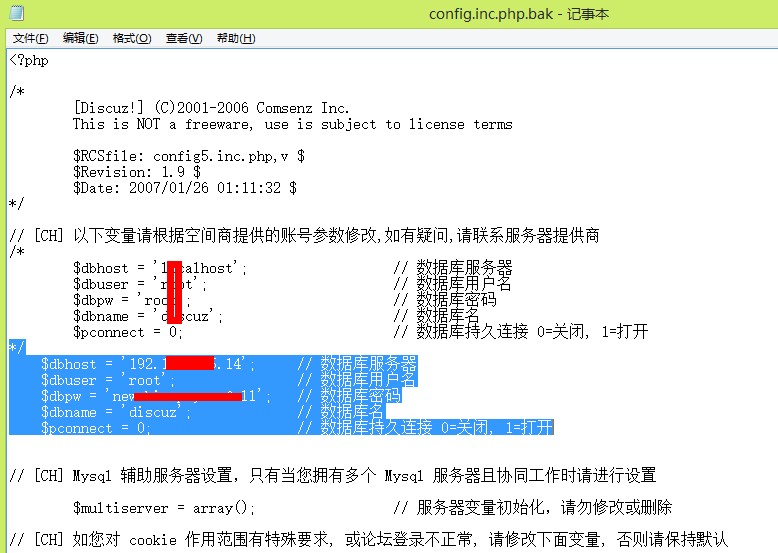 config.inc.php.bak - 记事本
文件(F) 编辑(E) 格式(O) 查看(V) 帮助(H)
<?php
/*
[Discuz!] (C)2001-2006 Comsenz Inc.
This is NOT a freeware, use is subject to license terms
$RCSfile: config5.inc.php,v $
$Revision: 1.9 $
$Date: 2007/01/26 01:11:32 $
*/
// [CH] 以下变量请根据空间商提供的账号参数修改,如有疑问,请联系服务器提供商
/*
$dbhost = 'l calhost'; // 数据库服务器
$dbuser = 'r t'; // 数据库用户名
$dbpw = 'roo '; // 数据库密码
$dbname = 'd cuz'; // 数据库名
$pconnect = 0; // 数据库持久连接 0=关闭, 1=打开
*/
$dbhost = '192.1 .14'; // 数据库服务器
$dbuser = 'root'; // 数据库用户名
$dbpw = 'new 11'; // 数据库密码
$dbname = 'discuz'; // 数据库名
$pconnect = 0; // 数据库持久连接 0=关闭, 1=打开
// [CH] Mysql 辅助服务器设置, 只有当您拥有多个 Mysql 服务器且协同工作时请进行设置
$multiserver = array(); // 服务器变量初始化, 请勿修改或删除
// [CH] 如您对 cookie 作用范围有特殊要求, 或论坛登录不正常, 请修改下面变量, 否则请保持默认